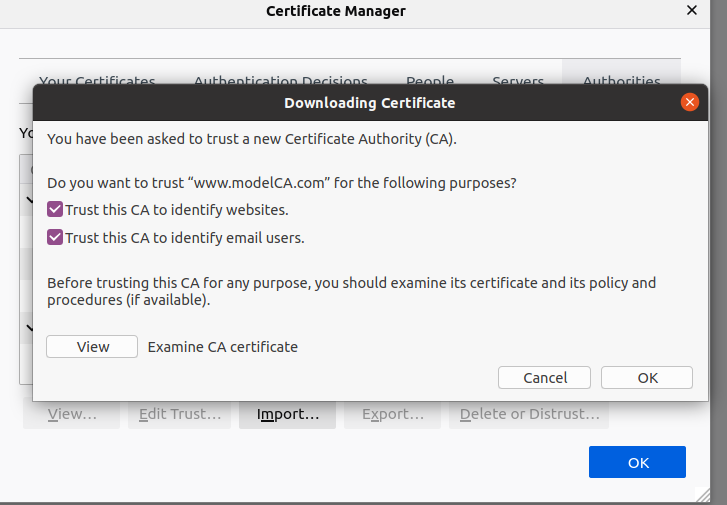 Certificate Manager
Your Certificates Authentication Decisions People Servers Authorities
Downloading Certificate
You have been asked to trust a new Certificate Authority (CA).
Do you want to trust “www.modelCA.com” for the following purposes?
Trust this CA to identify websites.
Trust this CA to identify email users.
Before trusting this CA for any purpose, you should examine its certificate and its policy and
procedures (if available).
View Examine CA certificate
Cancel OK
View... Edit Trust... Import... Export... Delete or Distrust...
OK